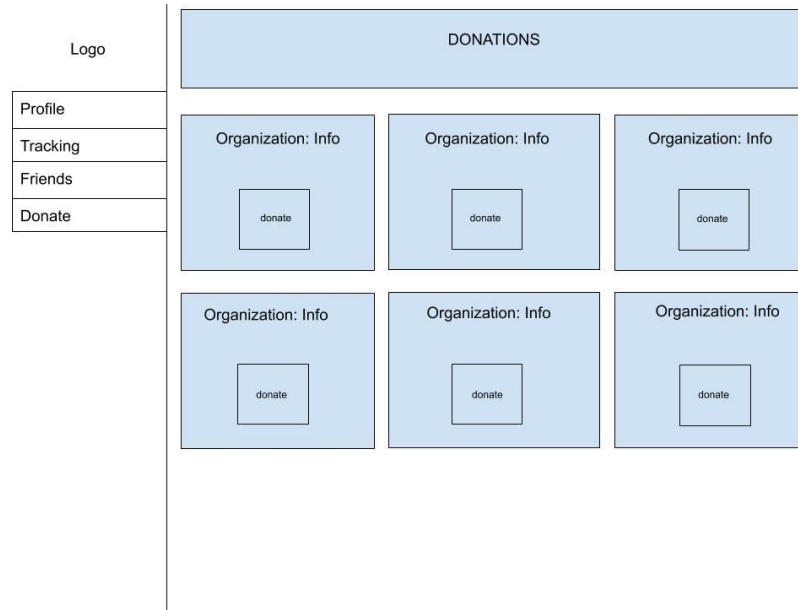 Logo
Profile
Tracking
Friends
Donate
DONATIONS
Organization: Info
donate
Organization: Info
donate
Organization: Info
donate
Organization: Info
donate
Organization: Info
donate
Organization: Info
donate